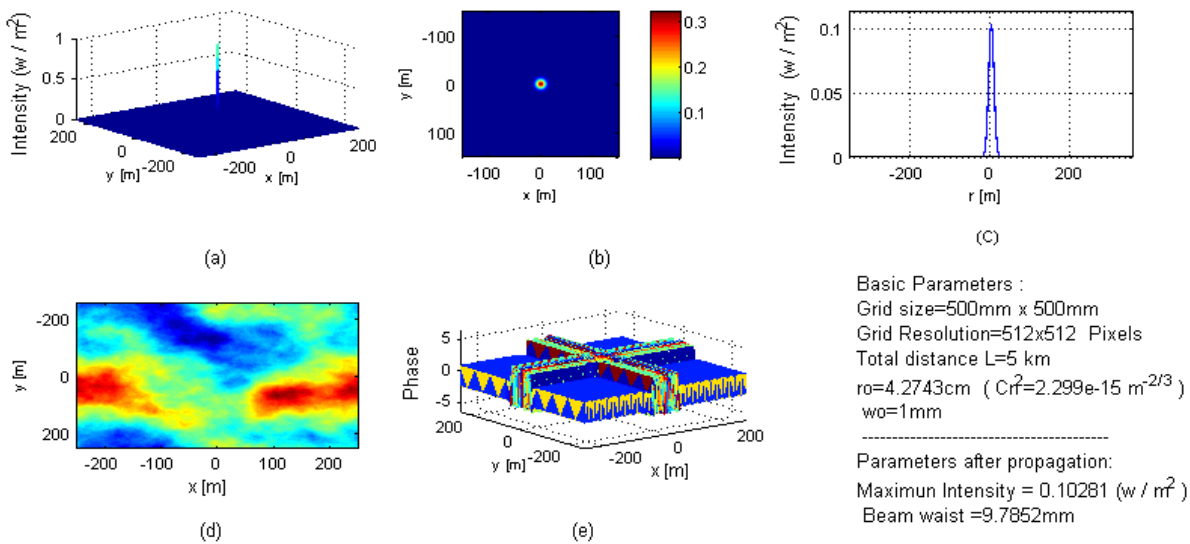 Intensity (w / m²)
1
0.5
0
200
0
-200
y [m]
-200
0
200
x [m]
(a)
-100
0
100
y [m]
-100
0
100
x [m]
0.3
0.2
0.1
(b)
Intensity (w / m²)
0.1
0.05
0
-200
0
200
r [m]
(C)
-200
0
200
y [m]
-200
-100
0
100
200
x [m]
(d)
Phase
5
0
-5
200
0
-200
y [m]
-200
0
200
x [m]
(e)
Basic Parameters :
Grid size=500mm x 500mm
Grid Resolution=512x512 Pixels
Total distance L=5 km
ro=4.2743cm ( Cn²=2.299e-15 m⁻²/³ )
wo=1mm
------------------------------------------
Parameters after propagation:
Maximun Intensity = 0.10281 (w / m² )
Beam waist =9.7852mm